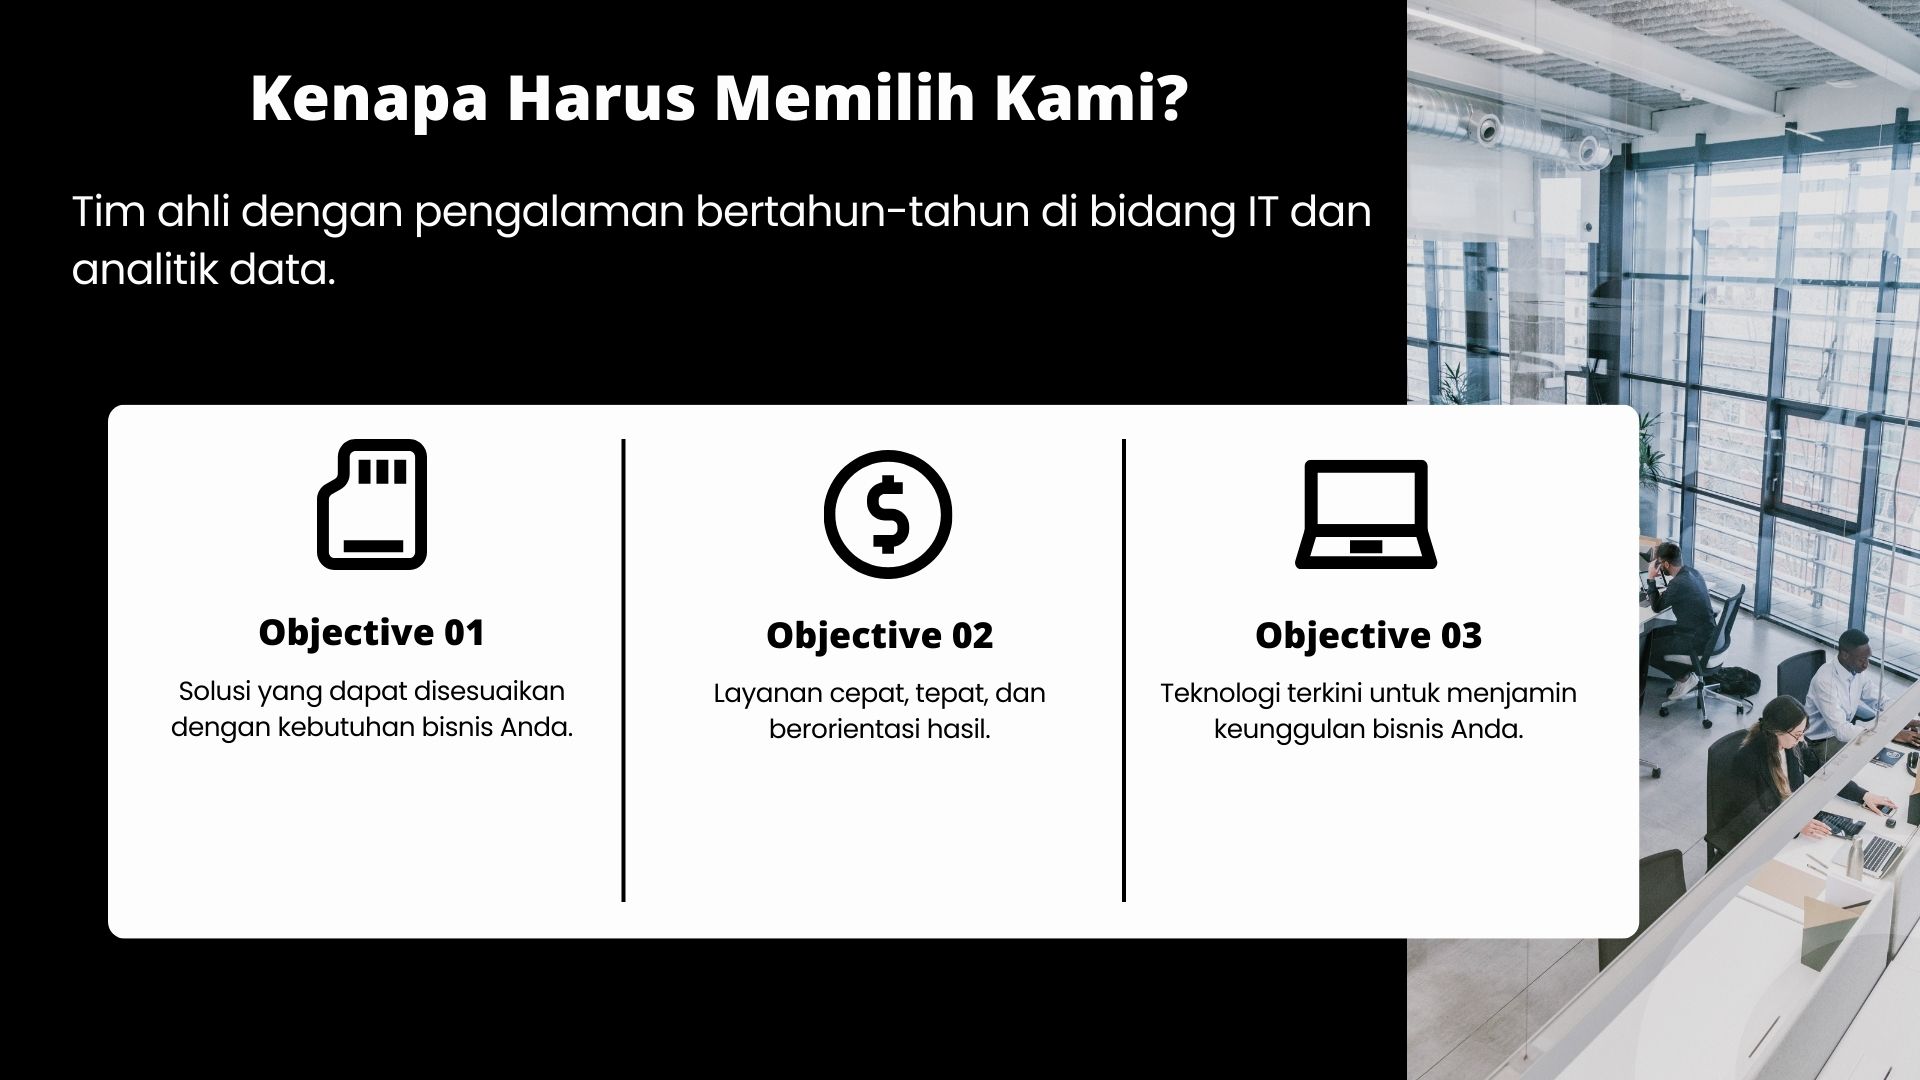 Kenapa Harus Memilih Kami?
Tim ahli dengan pengalaman bertahun-tahun di bidang IT dan
analitik data.
Objective 01
Solusi yang dapat disesuaikan
dengan kebutuhan bisnis Anda.
Objective 02
Layanan cepat, tepat, dan
berorientasi hasil.
Objective 03
Teknologi terkini untuk menjamin
keunggulan bisnis Anda.